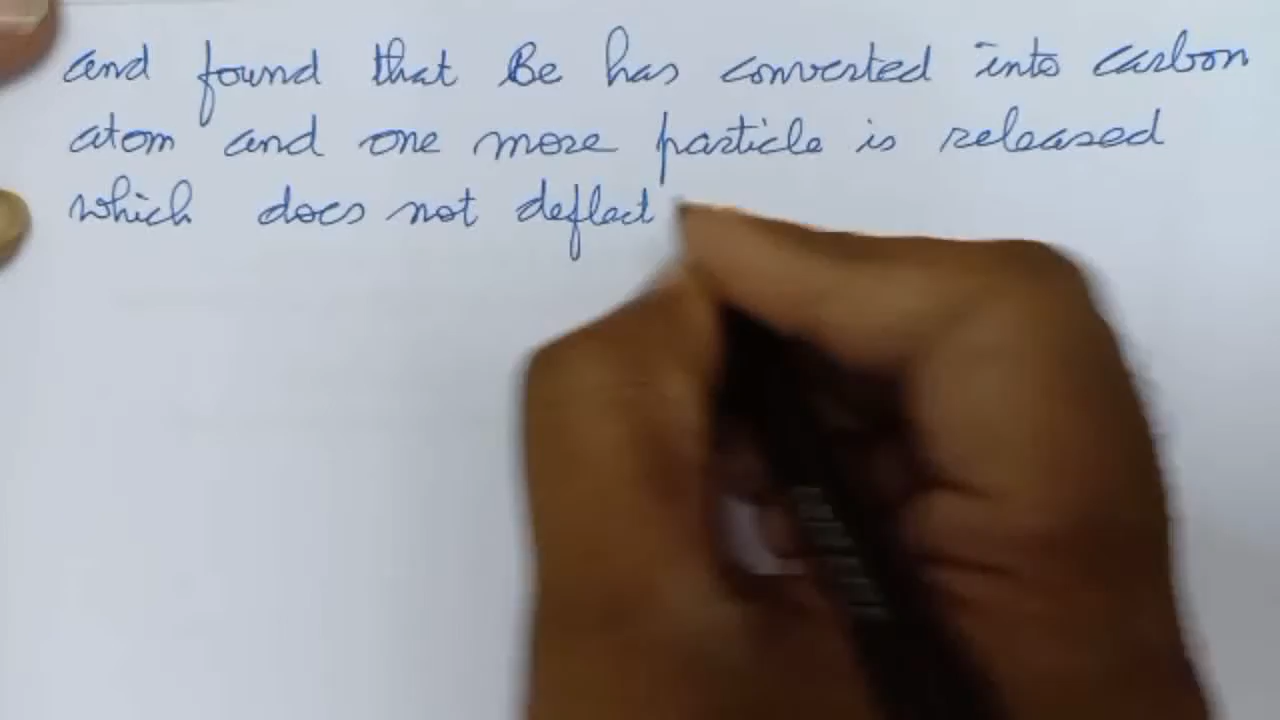 and found that Be has converted into carbon
atom and one more particle is released
which does not deflect